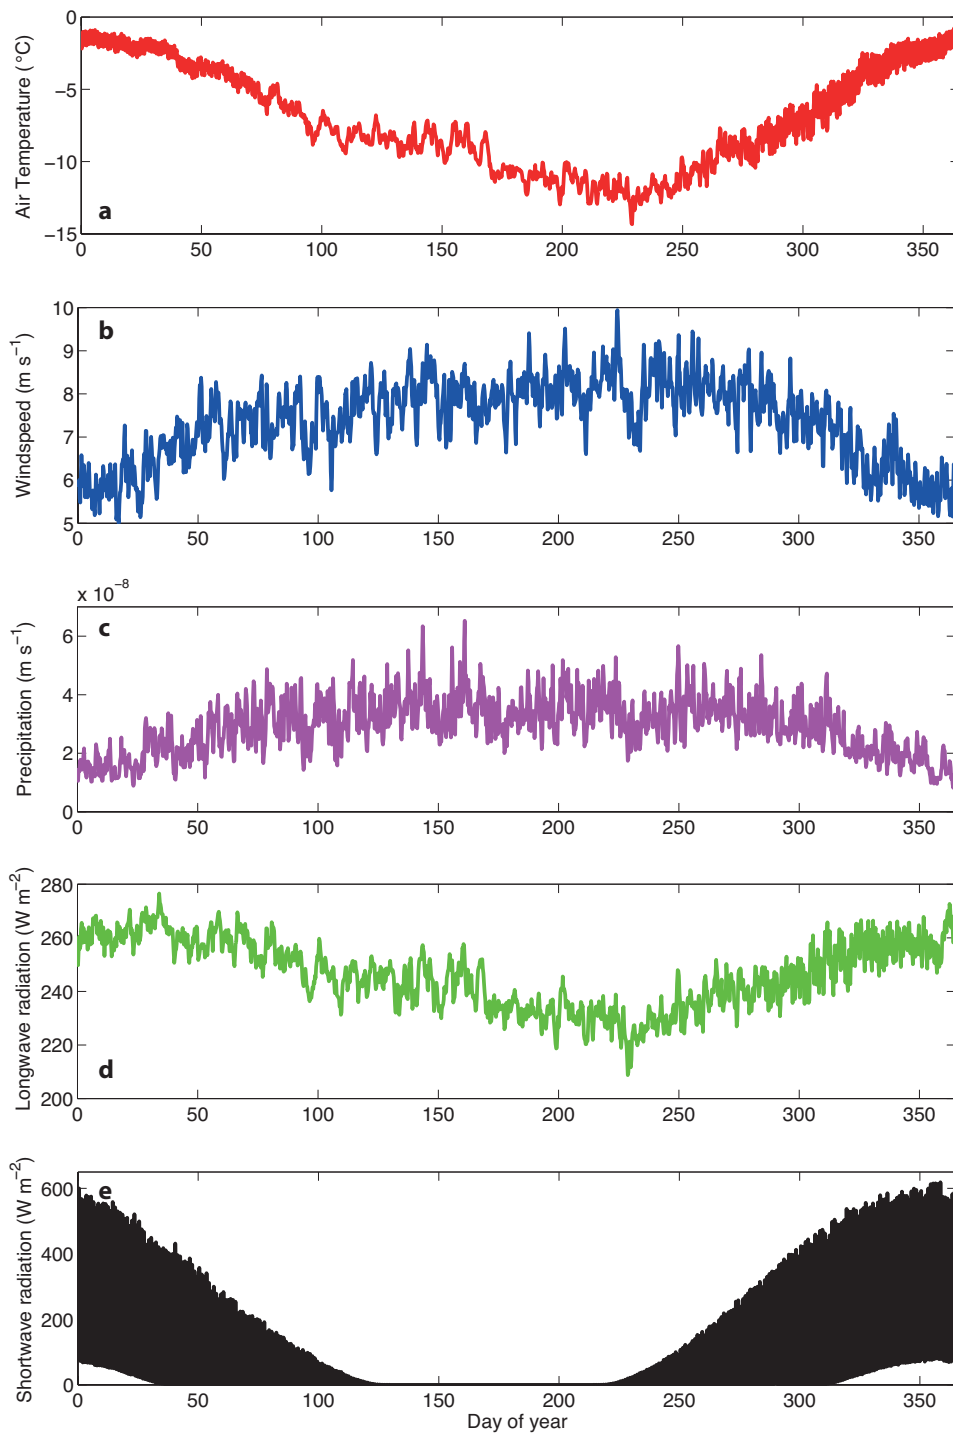 Air Temperature (°C)
0
−5
−10
−15
a
0 50 100 150 200 250 300 350
Windspeed (m s−1)
10
9
8
7
6
5
b
0 50 100 150 200 250 300 350
Precipitation (m s−1)
x 10−8
6
4
2
0
c
0 50 100 150 200 250 300 350
Longwave radiation (W m−2)
280
260
240
220
200
d
0 50 100 150 200 250 300 350
Shortwave radiation (W m−2)
600
400
200
0
e
0 50 100 150 200 250 300 350
Day of year